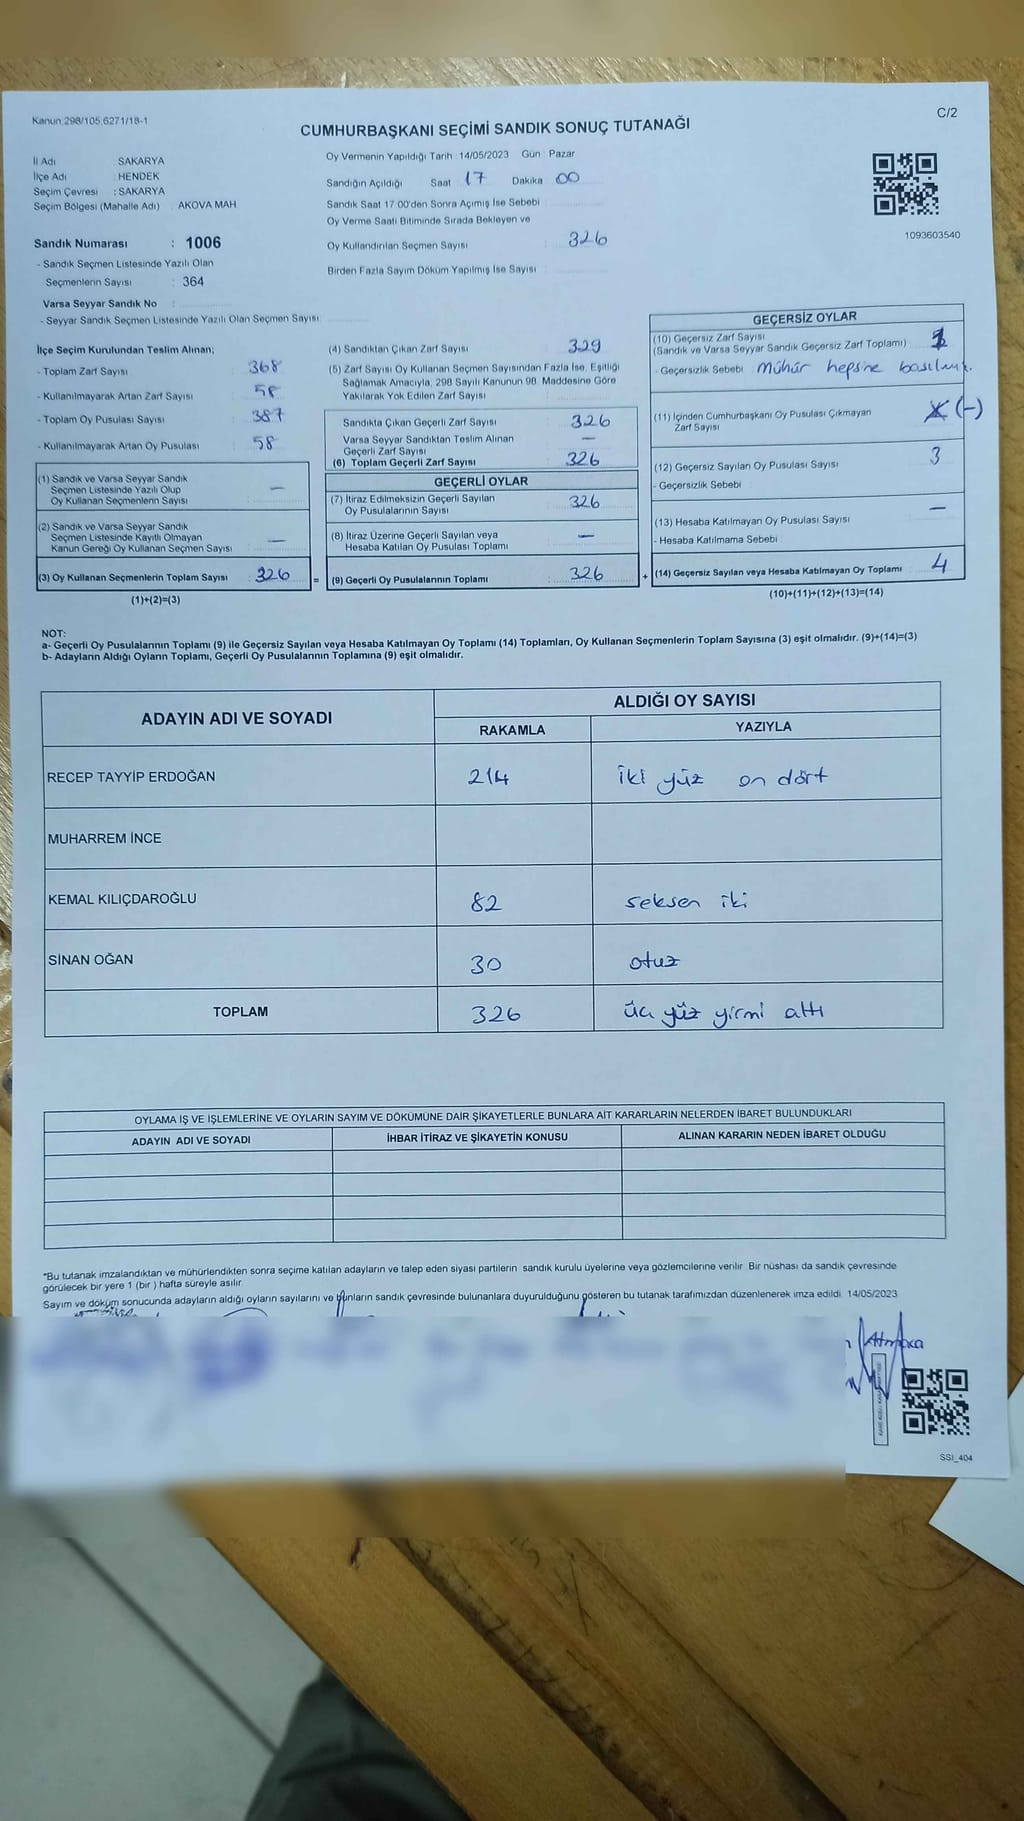 Kanun:298/105,6271/18-1
C/2
CUMHURBAŞKANI SEÇİMİ SANDIK SONUÇ TUTANAĞI
İl Adı SAKARYA
İlçe Adı : HENDEK
Seçim Çevresi : SAKARYA
Seçim Bölgesi (Mahalle Adı) AKOVA MAH
Sandık Numarası : 1006
- Sandık Seçmen Listesinde Yazılı Olan
Seçmenlerin Sayısı : 364
Varsa Seyyar Sandık No :
- Seyyar Sandık Seçmen Listesinde Yazılı Olan Seçmen Sayısı
Oy Vermenin Yapıldığı Tarih : 14/05/2023 Gün : Pazar
Sandığın Açıldığı Saat 17 Dakika 00
Sandık Saat 17:00'den Sonra Açımış İse Sebebi
Oy Verme Saati Bitiminde Sırada Bekleyen ve
Oy Kullandırılan Seçmen Sayısı : 326
Birden Fazla Sayım Döküm Yapılmış İse Sayısı
1093603540
İlçe Seçim Kurulundan Teslim Alınan;
- Toplam Zarf Sayısı : 368
- Kullanılmayarak Artan Zarf Sayısı : 58
- Toplam Oy Pusulası Sayısı : 387
- Kullanılmayarak Artan Oy Pusulası : 58
(1) Sandık ve Varsa Seyyar Sandık
Seçmen Listesinde Yazılı Olup
Oy Kullanan Seçmenlerin Sayısı —
(2) Sandık ve Varsa Seyyar Sandık
Seçmen Listesinde Kayıtlı Olmayan
Kanun Gereği Oy Kullanan Seçmen Sayısı : —
(3) Oy Kullanan Seçmenlerin Toplam Sayısı : 326 =
(1)+(2)=(3)
(4) Sandıktan Çıkan Zarf Sayısı : 329
(5) Zarf Sayısı Oy Kullanan Seçmen Sayısından Fazla İse, Eşitliği
Sağlamak Amacıyla, 298 Sayılı Kanunun 98. Maddesine Göre
Yakılarak Yok Edilen Zarf Sayısı
Sandıkta Çıkan Geçerli Zarf Sayısı 326
Varsa Seyyar Sandıktan Teslim Alınan
Geçerli Zarf Sayısı —
(6) Toplam Geçerli Zarf Sayısı 326
GEÇERLİ OYLAR
(7) İtiraz Edilmeksizin Geçerli Sayılan
Oy Pusulalarının Sayısı : 326
(8) İtiraz Üzerine Geçerli Sayılan veya
Hesaba Katılan Oy Pusulası Toplamı : —
(9) Geçerli Oy Pusulalarının Toplamı : 326 +
GEÇERSİZ OYLAR
(10) Geçersiz Zarf Sayısı
(Sandık ve Varsa Seyyar Sandık Geçersiz Zarf Toplamı) : 1
- Geçersizlik Sebebi : Mühür hepsine
(11) İçinden Cumhurbaşkanı Oy Pusulası Çıkmayan
Zarf Sayısı (-)
(12) Geçersiz Sayılan Oy Pusulası Sayısı 3
- Geçersizlik Sebebi
(13) Hesaba Katılmayan Oy Pusulası Sayısı —
- Hesaba Katılmama Sebebi :
(14) Geçersiz Sayılan veya Hesaba Katılmayan Oy Toplamı 4
(10)+(11)+(12)+(13)=(14)
NOT:
a- Geçerli Oy Pusulalarının Toplamı (9) ile Geçersiz Sayılan veya Hesaba Katılmayan Oy Toplamı (14) Toplamları, Oy Kullanan Seçmenlerin Toplam Sayısına (3) eşit olmalıdır. (9)+(14)=(3)
b- Adayların Aldığı Oyların Toplamı, Geçerli Oy Pusulalarının Toplamına (9) eşit olmalıdır.
ADAYIN ADI VE SOYADI ALDIĞI OY SAYISI
RAKAMLA YAZIYLA
RECEP TAYYİP ERDOĞAN 214 iki yüz on dört
MUHARREM İNCE
KEMAL KILIÇDAROĞLU 82 seksen iki
SİNAN OĞAN 30 otuz
TOPLAM 326 üç yüz yirmi altı
OYLAMA İŞ VE İŞLEMLERİNE VE OYLARIN SAYIM VE DÖKÜMÜNE DAİR ŞİKAYETLERLE BUNLARA AİT KARARLARIN NELERDEN İBARET BULUNDUKLARI
ADAYIN ADI VE SOYADI İHBAR İTİRAZ VE ŞİKAYETİN KONUSU ALINAN KARARIN NEDEN İBARET OLDUĞU
*Bu tutanak imzalandıktan ve mühürlendikten sonra seçime katılan adayların ve talep eden siyasi partilerin sandık kurulu üyelerine veya gözlemcilerine verilir. Bir nüshası da sandık çevresinde
görülecek bir yere 1 (bir ) hafta süreyle asılır.
Sayım ve döküm sonucunda adayların aldığı oyların sayılarını ve bunların sandık çevresinde bulunanlara duyurulduğunu gösteren bu tutanak tarafımızdan düzenlenerek imza edildi. 14/05/2023
SSI_404